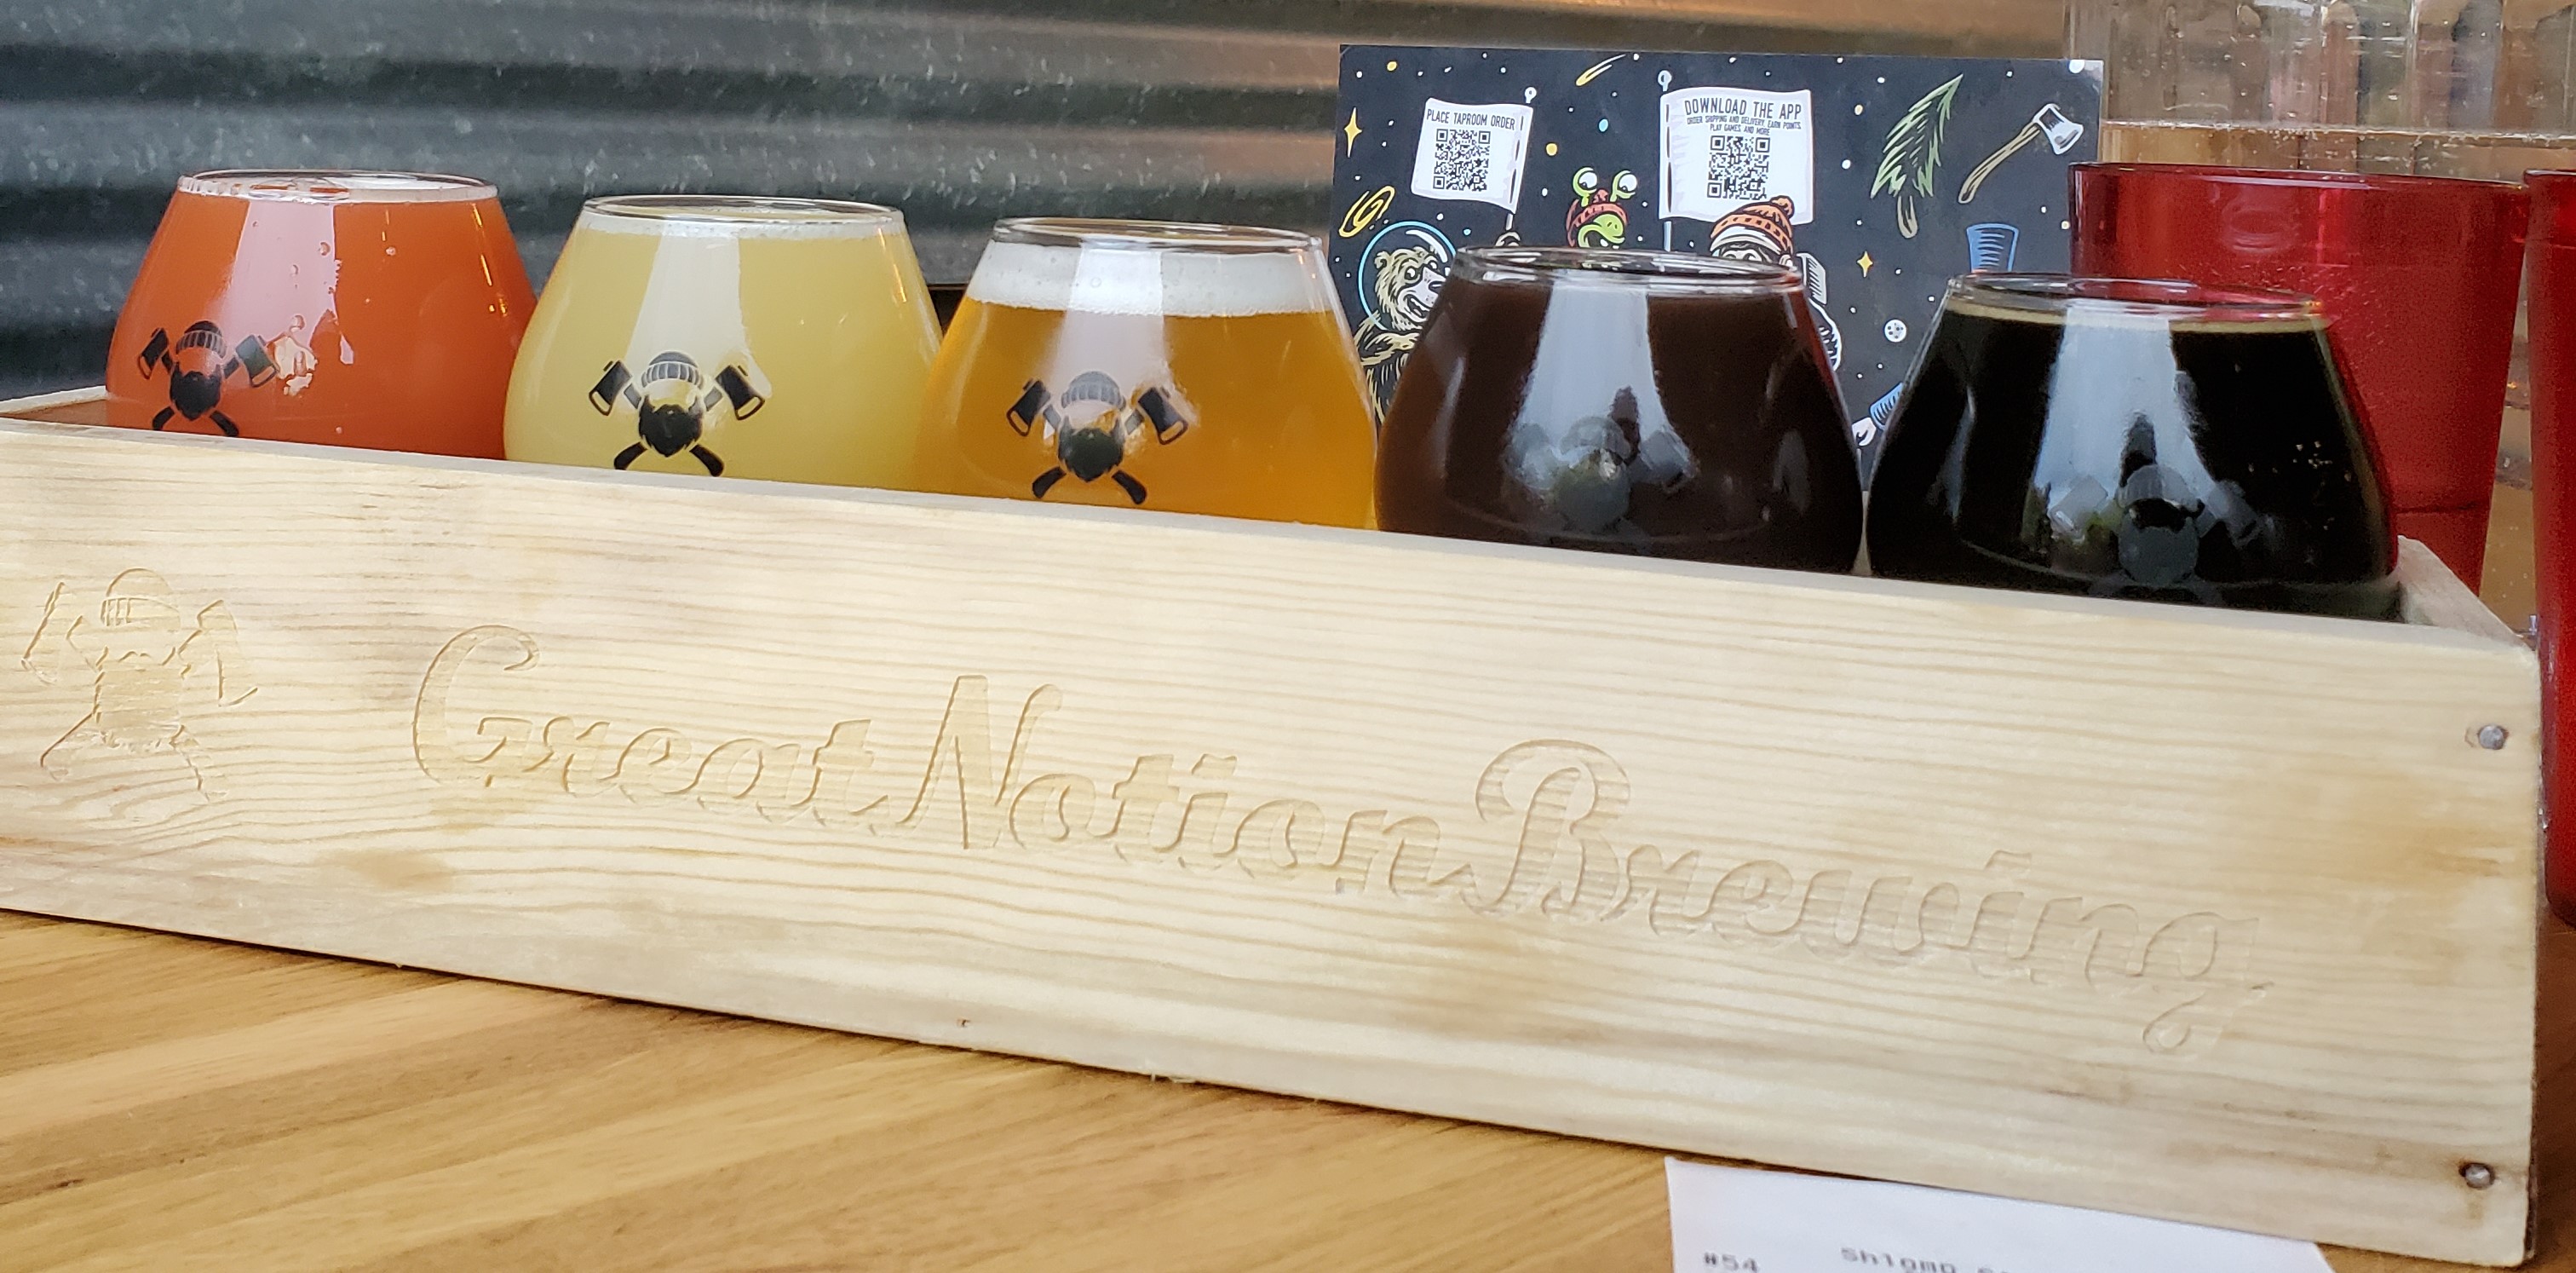 PLACE TAPROOM ORDER
DOWNLOAD THE APP
ORDER SHIPPING AND DELIVERY, EARN POINTS,
PLAY GAMES, AND MORE
Great Notion Brewing
#54 Shlomo